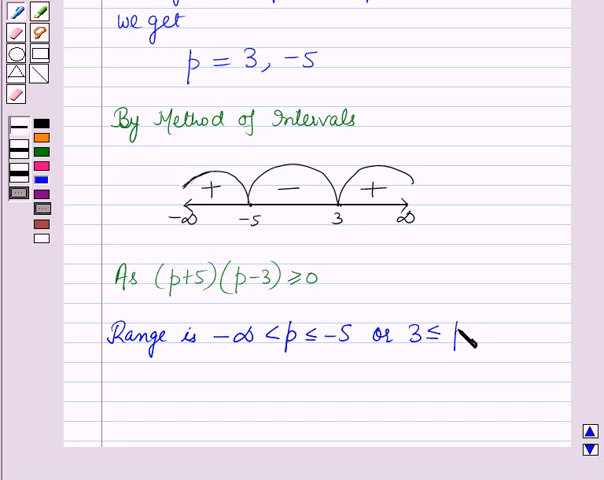 we get
p = 3, -5
By Method of Intervals
+ - +
-∞ -5 3 ∞
As (p+5)(p-3) ≥ 0
Range is -∞ < p ≤ -5 or 3 ≤ p